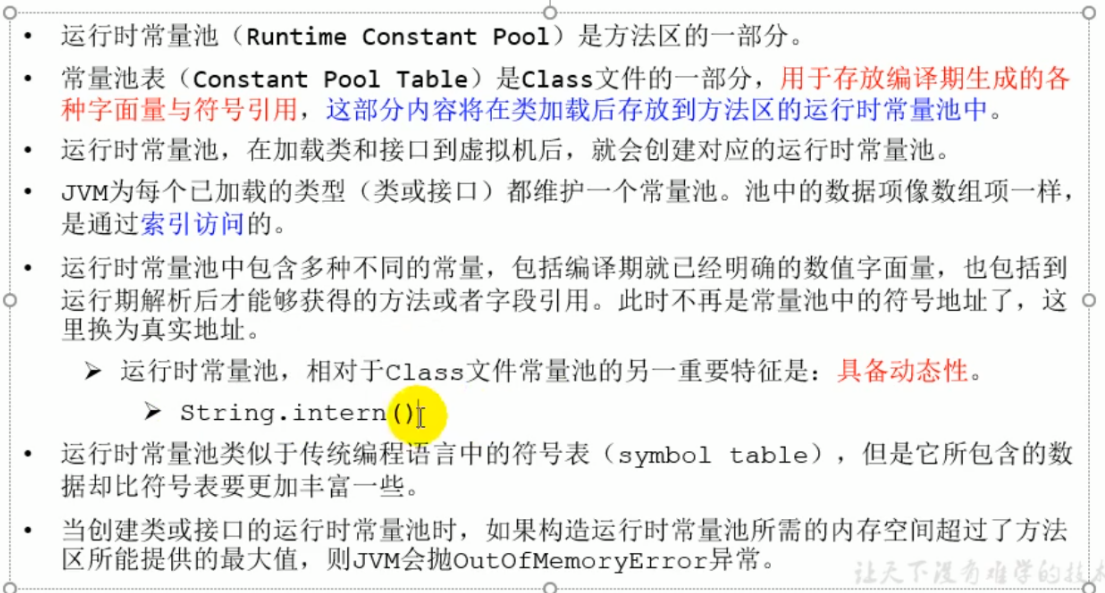 • 运行时常量池（Runtime Constant Pool）是方法区的一部分。
• 常量池表（Constant Pool Table）是Class文件的一部分，用于存放编译期生成的各
种字面量与符号引用，这部分内容将在类加载后存放到方法区的运行时常量池中。
• 运行时常量池，在加载类和接口到虚拟机后，就会创建对应的运行时常量池。
• JVM为每个已加载的类型（类或接口）都维护一个常量池。池中的数据项像数组项一样，
是通过索引访问的。
• 运行时常量池中包含多种不同的常量，包括编译期就已经明确的数值字面量，也包括到
运行期解析后才能够获得的方法或者字段引用。此时不再是常量池中的符号地址了，这
里换为真实地址。
➢ 运行时常量池，相对于Class文件常量池的另一重要特征是：具备动态性。
➢ String.intern()
• 运行时常量池类似于传统编程语言中的符号表（symbol table），但是它所包含的数
据却比符号表要更加丰富一些。
• 当创建类或接口的运行时常量池时，如果构造运行时常量池所需的内存空间超过了方法
区所能提供的最大值，则JVM会抛OutOfMemoryError异常。
让天下没有难学的技术